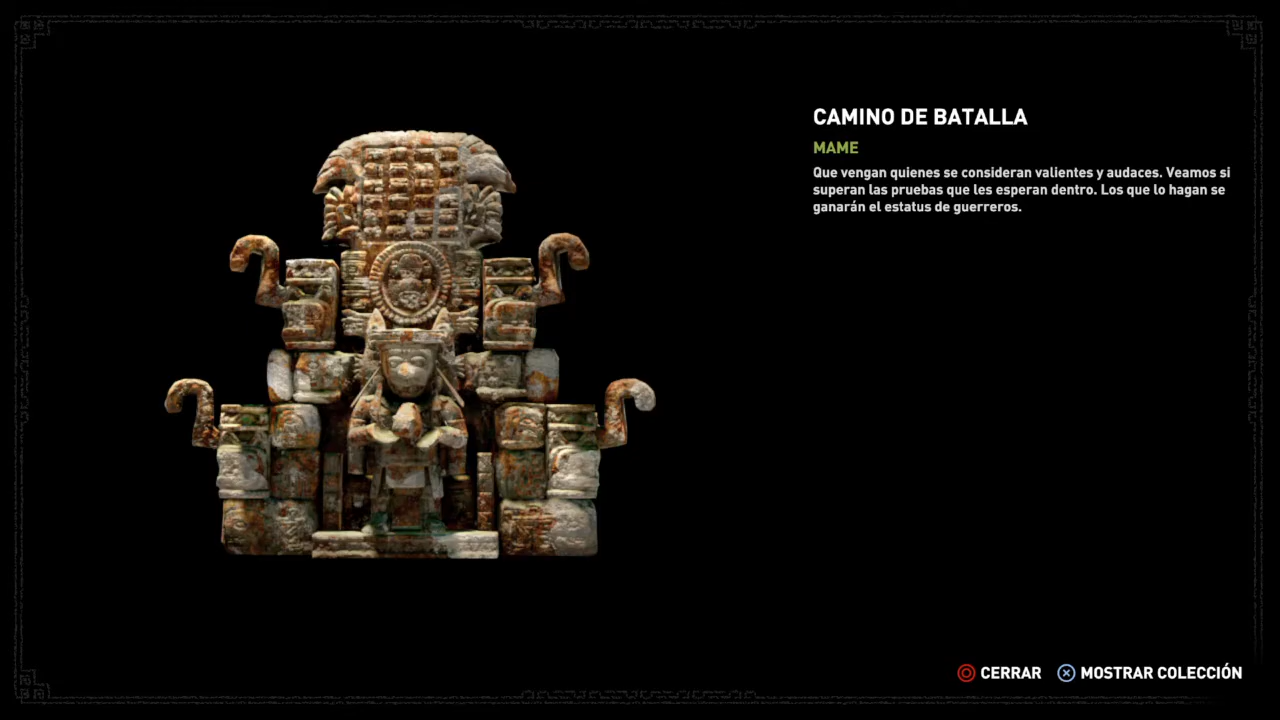 CAMINO DE BATALLA
MAME
Que vengan quienes se consideran valientes y audaces. Veamos si
superan las pruebas que les esperan dentro. Los que lo hagan se
ganarán el estatus de guerreros.
CERRAR MOSTRAR COLECCIÓN